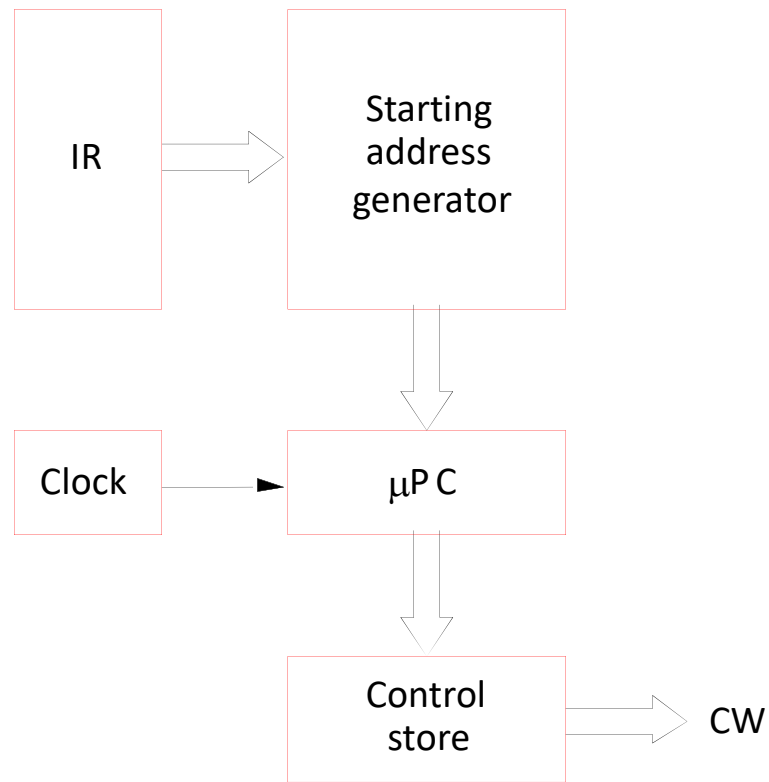 IR
Starting
address
generator
Clock
μP C
Control
store
CW